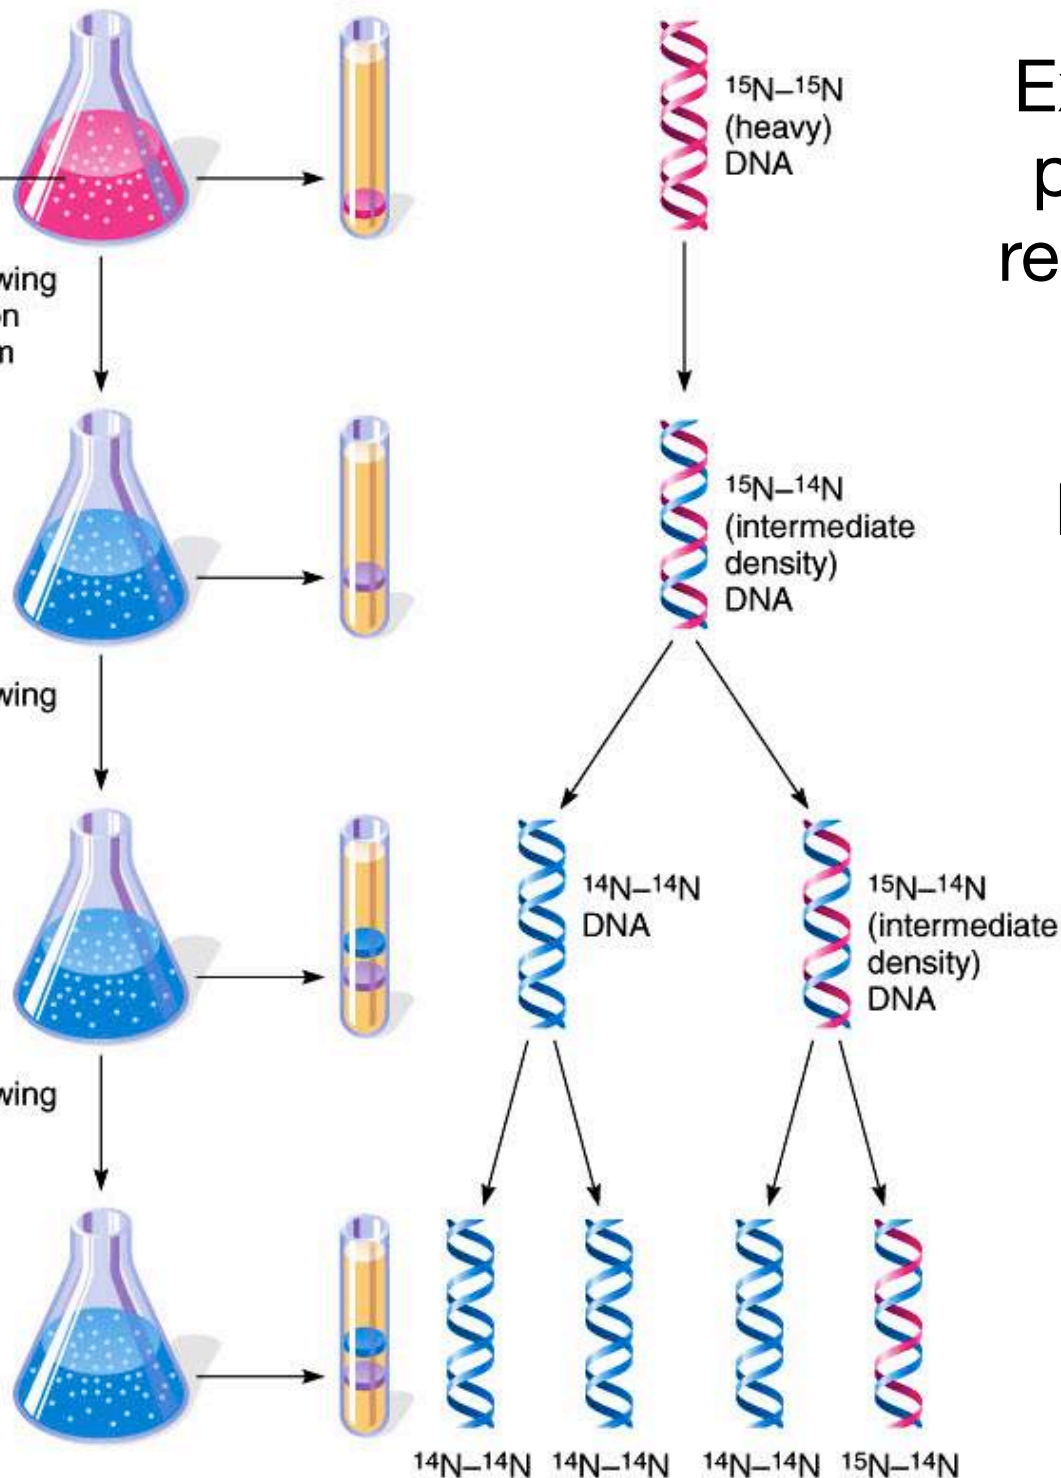 ¹⁵N–¹⁵N
(heavy)
DNA
¹⁵N–¹⁴N
(intermediate
density)
DNA
¹⁴N–¹⁴N
DNA
¹⁵N–¹⁴N
(intermediate
density)
DNA
¹⁴N–¹⁴N ¹⁴N–¹⁴N ¹⁴N–¹⁴N ¹⁵N–¹⁴N